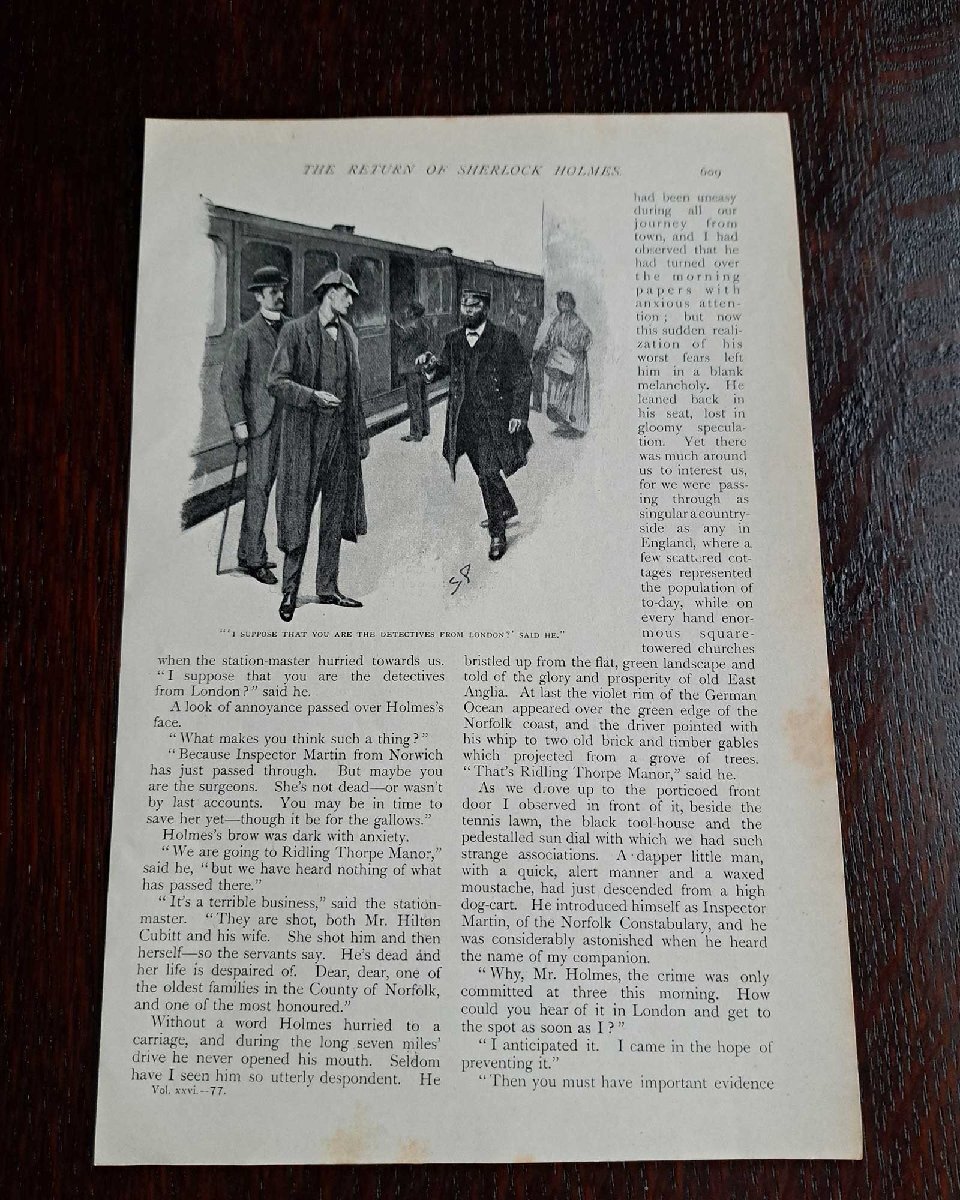 THE RETURN OF SHERLOCK HOLMES. 609
"'I SUPPOSE THAT YOU ARE THE DETECTIVES FROM LONDON?' SAID HE."
when the station-master hurried towards us.
"I suppose that you are the detectives
from London?" said he.
A look of annoyance passed over Holmes's
face.
"What makes you think such a thing?"
"Because Inspector Martin from Norwich
has just passed through. But maybe you
are the surgeons. She's not dead—or wasn't
by last accounts. You may be in time to
save her yet—though it be for the gallows."
Holmes's brow was dark with anxiety.
"We are going to Ridling Thorpe Manor,"
said he, "but we have heard nothing of what
has passed there."
"It's a terrible business," said the station-
master. "They are shot, both Mr. Hilton
Cubitt and his wife. She shot him and then
herself—so the servants say. He's dead and
her life is despaired of. Dear, dear, one of
the oldest families in the County of Norfolk,
and one of the most honoured."
Without a word Holmes hurried to a
carriage, and during the long seven miles'
drive he never opened his mouth. Seldom
have I seen him so utterly despondent. He
Vol. xxvi.—77.
had been uneasy
during all our
journey from
town, and I had
observed that he
had turned over
the morning
papers with
anxious atten-
tion; but now
this sudden reali-
zation of his
worst fears left
him in a blank
melancholy. He
leaned back in
his seat, lost in
gloomy specula-
tion. Yet there
was much around
us to interest us,
for we were pass-
ing through as
singular a country-
side as any in
England, where a
few scattered cot-
tages represented
the population of
to-day, while on
every hand enor-
mous square-
towered churches
bristled up from the flat, green landscape and
told of the glory and prosperity of old East
Anglia. At last the violet rim of the German
Ocean appeared over the green edge of the
Norfolk coast, and the driver pointed with
his whip to two old brick and timber gables
which projected from a grove of trees.
"That's Ridling Thorpe Manor," said he.
As we drove up to the porticoed front
door I observed in front of it, beside the
tennis lawn, the black tool-house and the
pedestalled sun dial with which we had such
strange associations. A dapper little man,
with a quick, alert manner and a waxed
moustache, had just descended from a high
dog-cart. He introduced himself as Inspector
Martin, of the Norfolk Constabulary, and he
was considerably astonished when he heard
the name of my companion.
"Why, Mr. Holmes, the crime was only
committed at three this morning. How
could you hear of it in London and get to
the spot as soon as I?"
"I anticipated it. I came in the hope of
preventing it."
"Then you must have important evidence